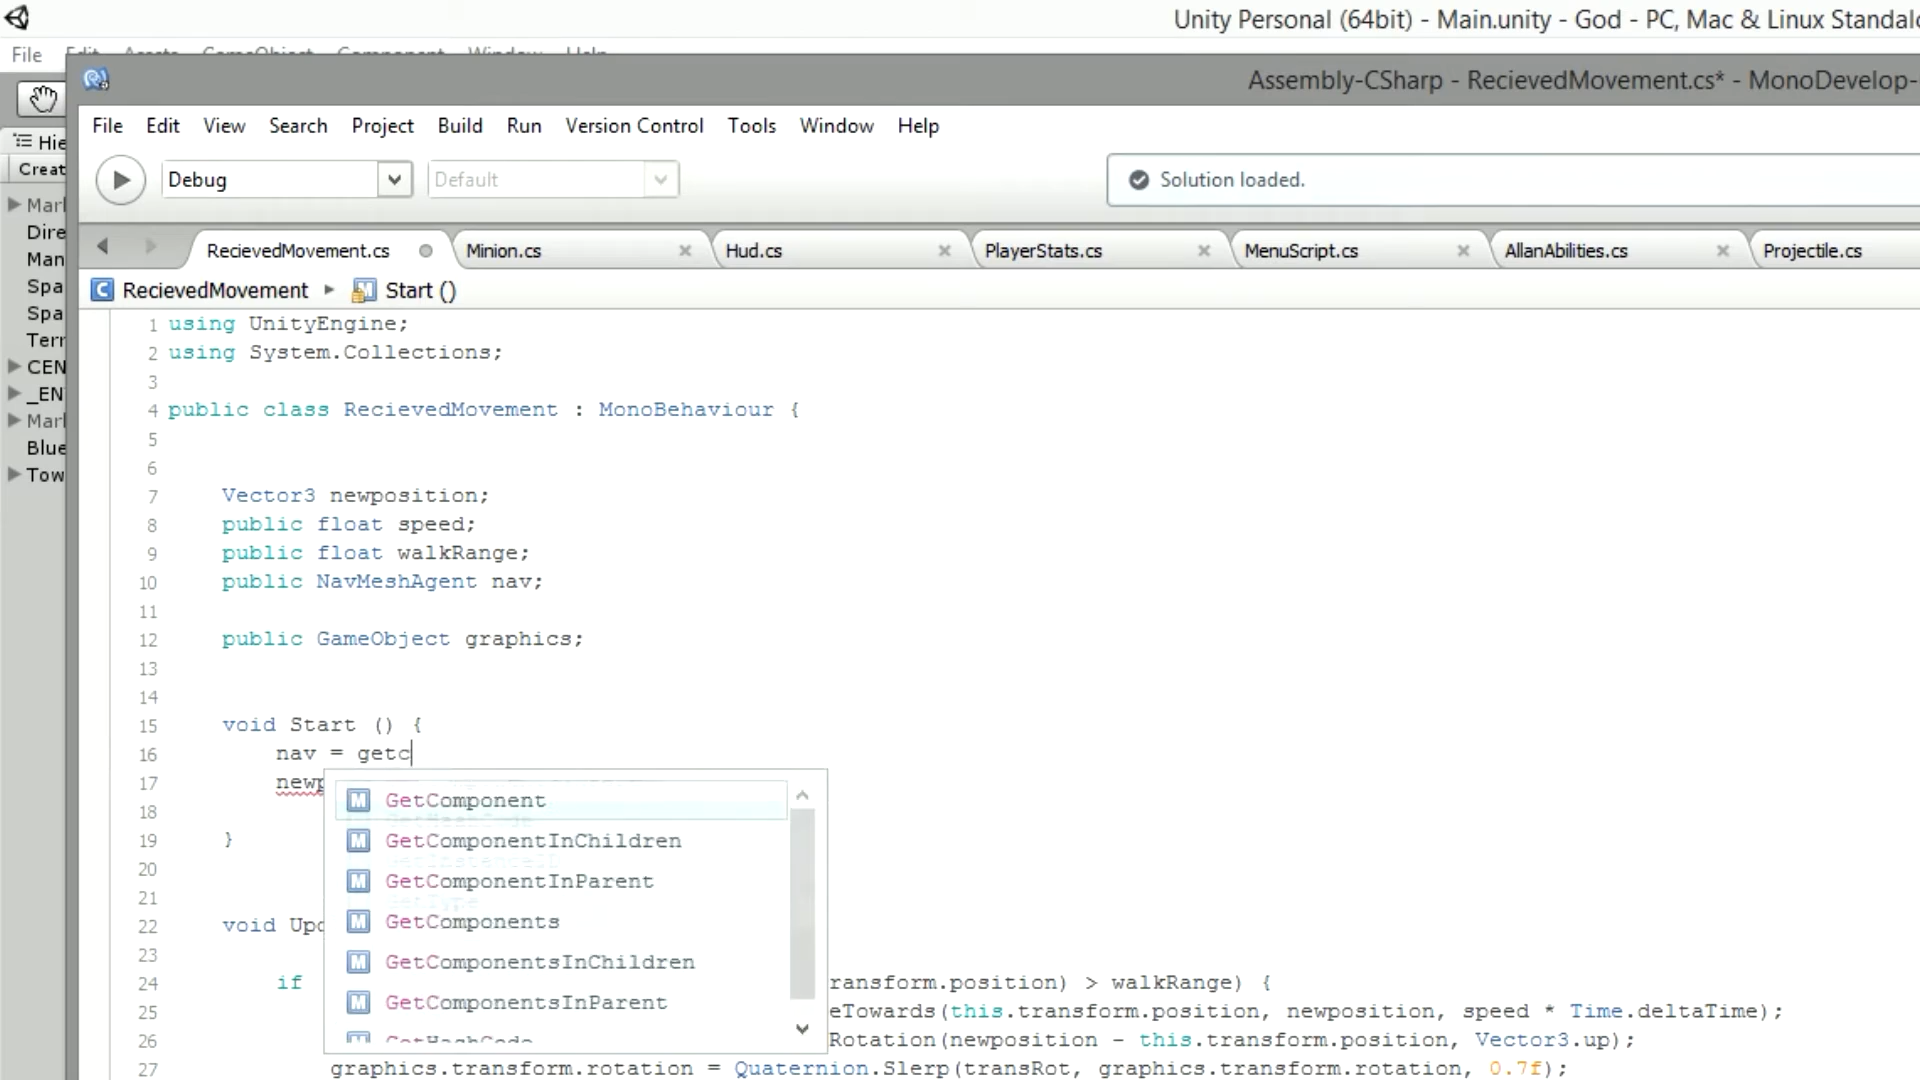 Unity Personal (64bit) - Main.unity - God - PC, Mac & Linux
File Edit Assets GameObject Component Window Help
Assembly-CSharp - RecievedMovement.cs* - MonoDevelop-
File Edit View Search Project Build Run Version Control Tools Window Help
Debug
Default
Solution loaded.
RecievedMovement.cs
Minion.cs
Hud.cs
PlayerStats.cs
MenuScript.cs
AllanAbilities.cs
Projectile.cs
RecievedMovement
Start ()
Hie
Creat
Mar
Dire
Man
Spa
Spa
Terr
CEN
_EN
Mar
Blue
Tow
1 using UnityEngine;
2 using System.Collections;
3
4 public class RecievedMovement : MonoBehaviour {
5
6
7 Vector3 newposition;
8 public float speed;
9 public float walkRange;
10 public NavMeshAgent nav;
11
12 public GameObject graphics;
13
14
15 void Start () {
16 nav = getc
17 newp
18
19 }
20
21
22 void Upd
23
24 if ransform.position) > walkRange) {
25 eTowards(this.transform.position, newposition, speed * Time.deltaTime);
26 Rotation(newposition - this.transform.position, Vector3.up);
27 graphics.transform.rotation = Quaternion.Slerp(transRot, graphics.transform.rotation, 0.7f);
GetComponent
GetComponentInChildren
GetComponentInParent
GetComponents
GetComponentsInChildren
GetComponentsInParent
GetHashCode